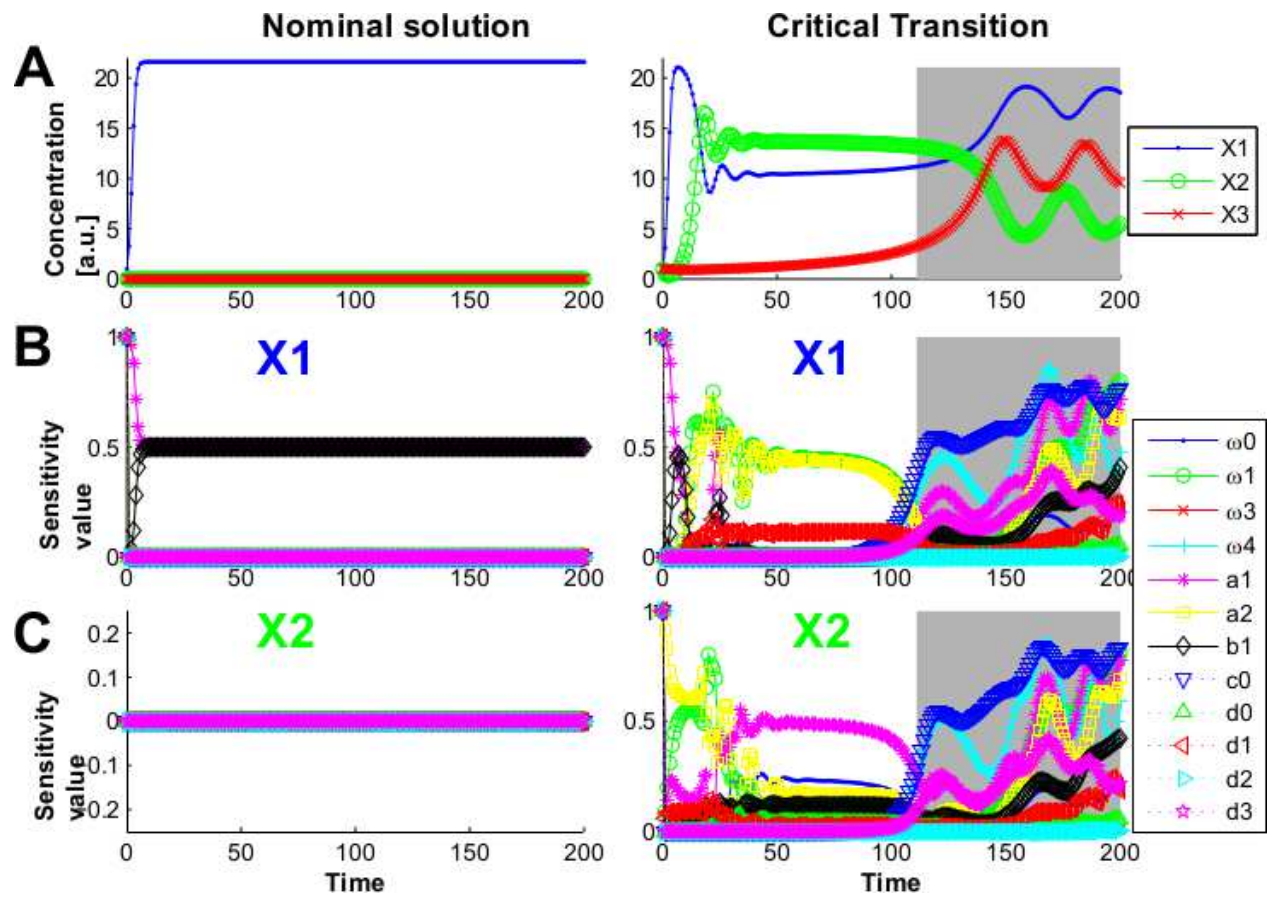 Nominal solution
Critical Transition
A
Concentration
[a.u.]
20
15
10
5
0
0 50 100 150 200
20
15
10
5
0
0 50 100 150 200
X1
X2
X3
B
X1
X1
Sensitivity
value
1
0.5
0
0 50 100 150 200
1
0.5
0
0 50 100 150 20
C
X2
X2
Sensitivity
value
0.2
0.1
0
0.1
0.2
0 50 100 150 200
Time
1
0.5
0
0 50 100 150 200
Time
ω0
ω1
ω3
ω4
a1
a2
b1
c0
d0
d1
d2
d3